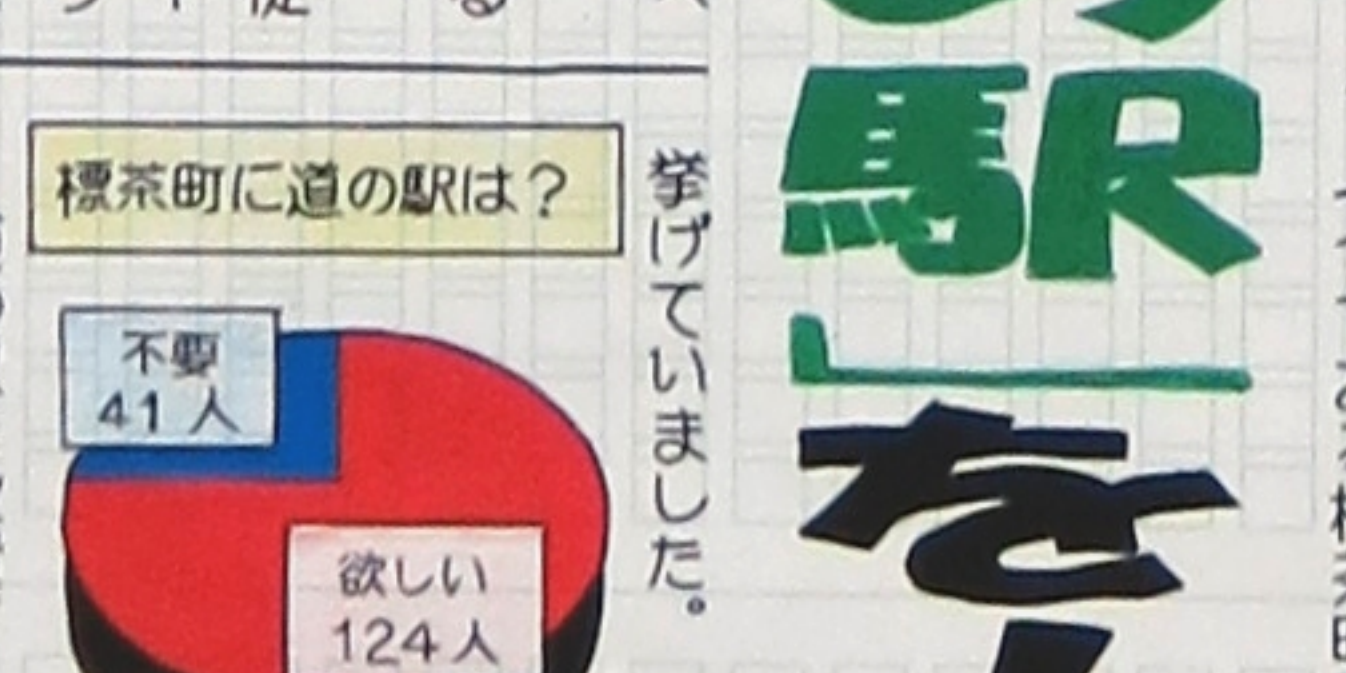 の
駅」を!
挙げていました。
標茶町に道の駅は?
不要
41人
欲しい
124人